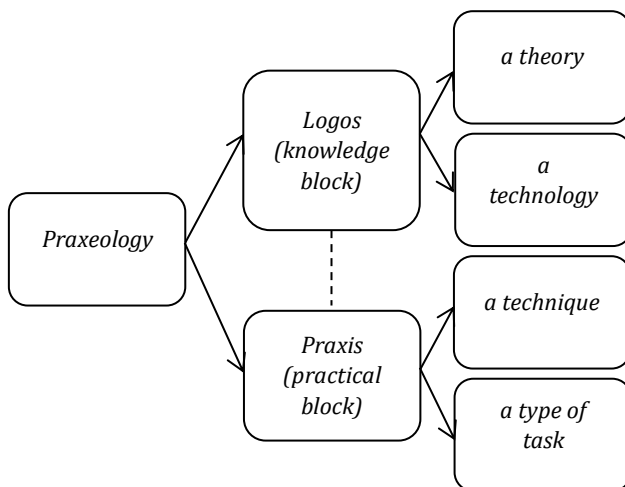 Praxeology
Logos
(knowledge
block)
a theory
a
technology
Praxis
(practical
block)
a technique
a type of
task